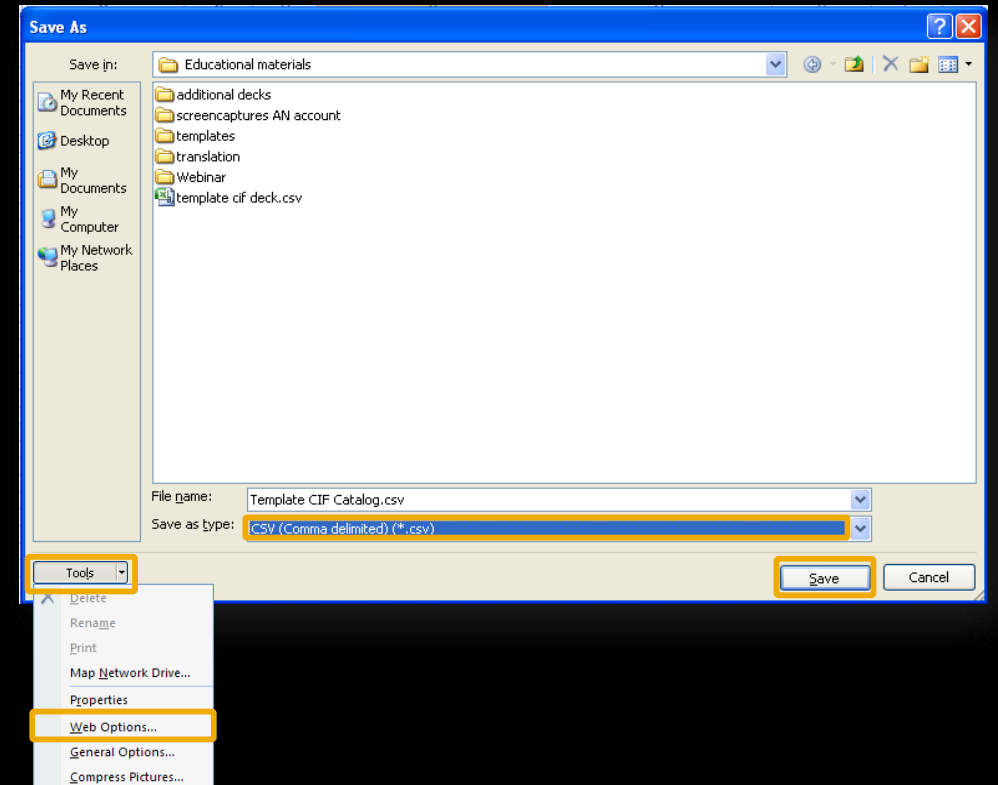 Save As
Save in:
Educational materials
My Recent
Documents
Desktop
My
Documents
My
Computer
My Network
Places
additional decks
screencaptures AN account
templates
translation
Webinar
template cif deck.csv
File name:
Template CIF Catalog.csv
Save as type:
CSV (Comma delimited) (*.csv)
Tools
Save
Cancel
Delete
Rename
Print
Map Network Drive...
Properties
Web Options...
General Options...
Compress Pictures...